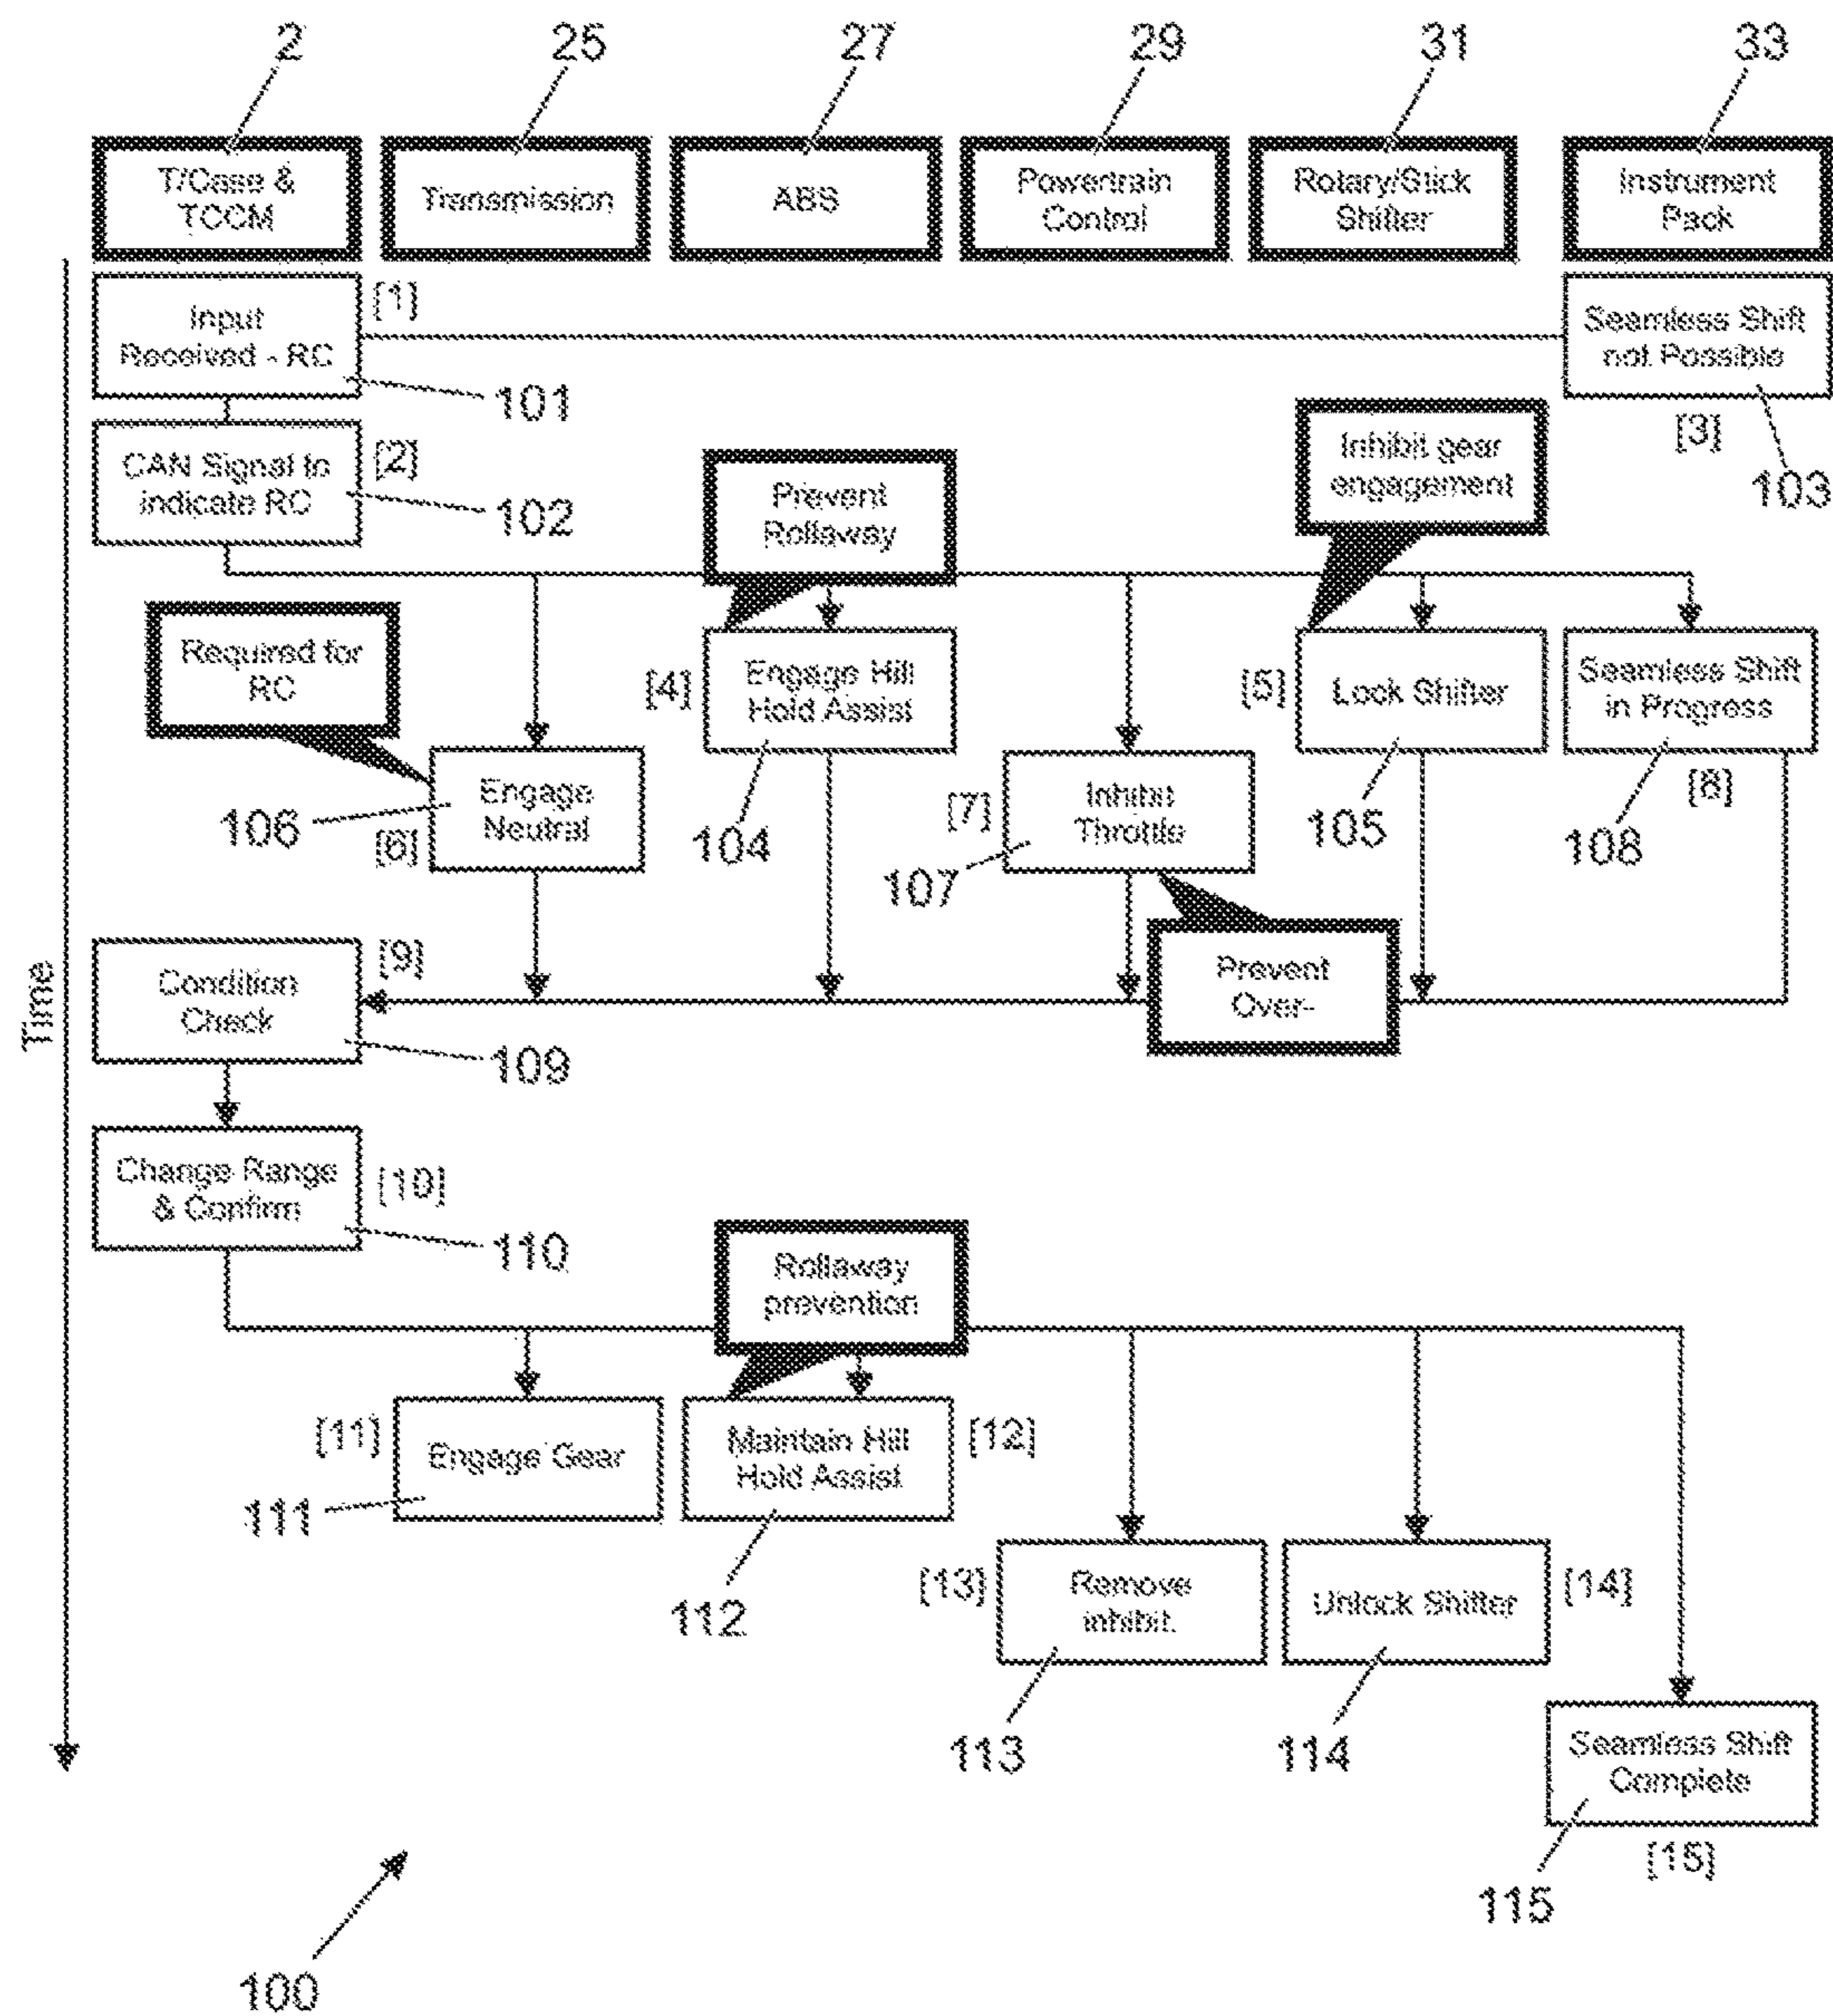 2
25
27
29
31
33
T/Case &
TCCM
Transmission
ABS
Powertrain
Control
Rotary/Stick
Shifter
Instrument
Pack
Input
Received - RC
[1]
101
Seamless Shift
not Possible
[3]
103
CAN Signal to
indicate RC
[2]
102
Prevent
Rollaway
Inhibit gear
engagement
Required for
RC
[4]
Engage Hill
Hold Assist
104
[5]
Lock Shifter
105
Seamless Shift
in Progress
[8]
108
106
[6]
Engage
Neutral
[7]
Inhibit
Throttle
107
Time
Condition
Check
[9]
109
Prevent
Over-
Change Range
& Confirm
[10]
110
Rollaway
prevention
[11]
Engage Gear
111
Maintain Hill
Hold Assist
[12]
112
[13]
Remove
inhibit.
113
Unlock Shifter
[14]
114
Seamless Shift
Complete
[15]
115
100